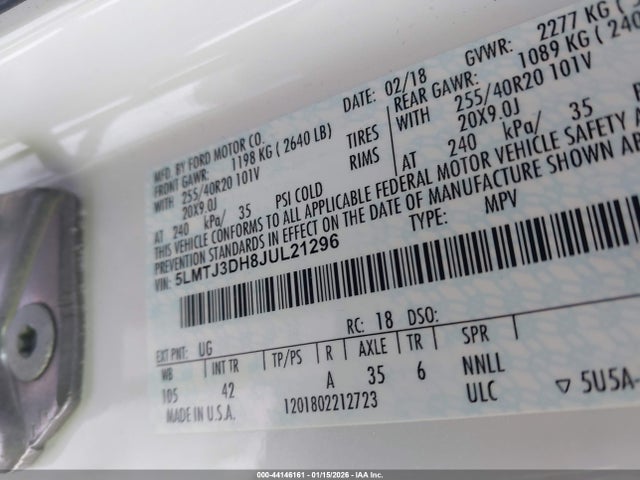 MFD. BY FORD MOTOR CO.
DATE: 02/18
GVWR: 2277 KG (
FRONT GAWR: 1198 KG ( 2640 LB)
REAR GAWR: 1089 KG ( 240
WITH 255/40R20 101V TIRES
WITH 255/40R20 101V
20X9.0J RIMS
20X9.0J
AT 240 kPa/ 35 PSI COLD
AT 240 kPa/ 35
THIS VEHICLE CONFORMS TO ALL APPLICABLE FEDERAL MOTOR VEHICLE SAFETY A
PREVENTION STANDARDS IN EFFECT ON THE DATE OF MANUFACTURE SHOWN AB
VIN: 5LMTJ3DH8JUL21296
TYPE: MPV
EXT PNT: UG
RC: 18 DSO:
WB INT TR TP/PS R AXLE TR SPR
105 42 A 35 6 NNLL
MADE IN U.S.A. 1201802212723 ULC
▽ 5U5A-
000-44146161 - 01/15/2026 - IAA Inc.